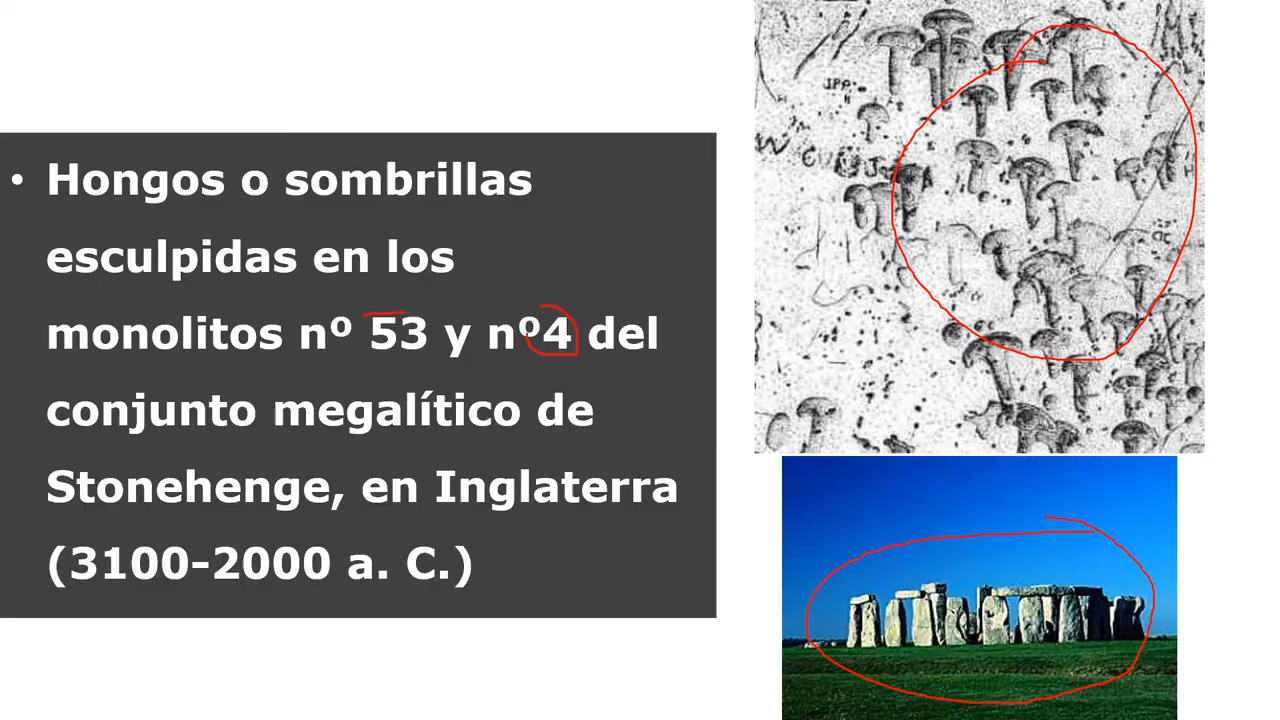 • Hongos o sombrillas
esculpidas en los
monolitos nº 53 y nº4 del
conjunto megalítico de
Stonehenge, en Inglaterra
(3100-2000 a. C.)